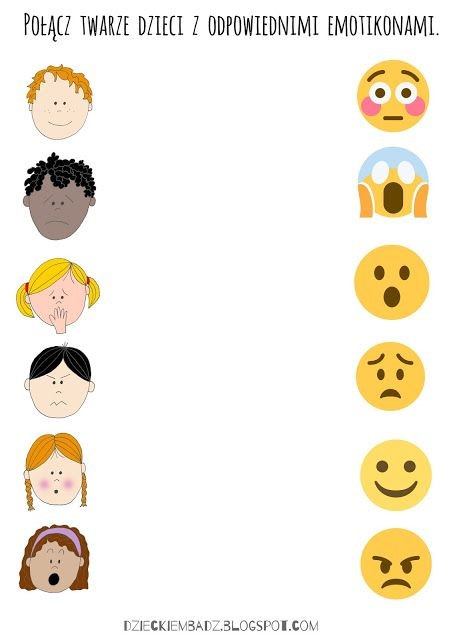 POŁĄCZ TWARZE DZIECI Z ODPOWIEDNIMI EMOTIKONAMI.
DZIECKIEMBADZ.BLOGSPOT.COM